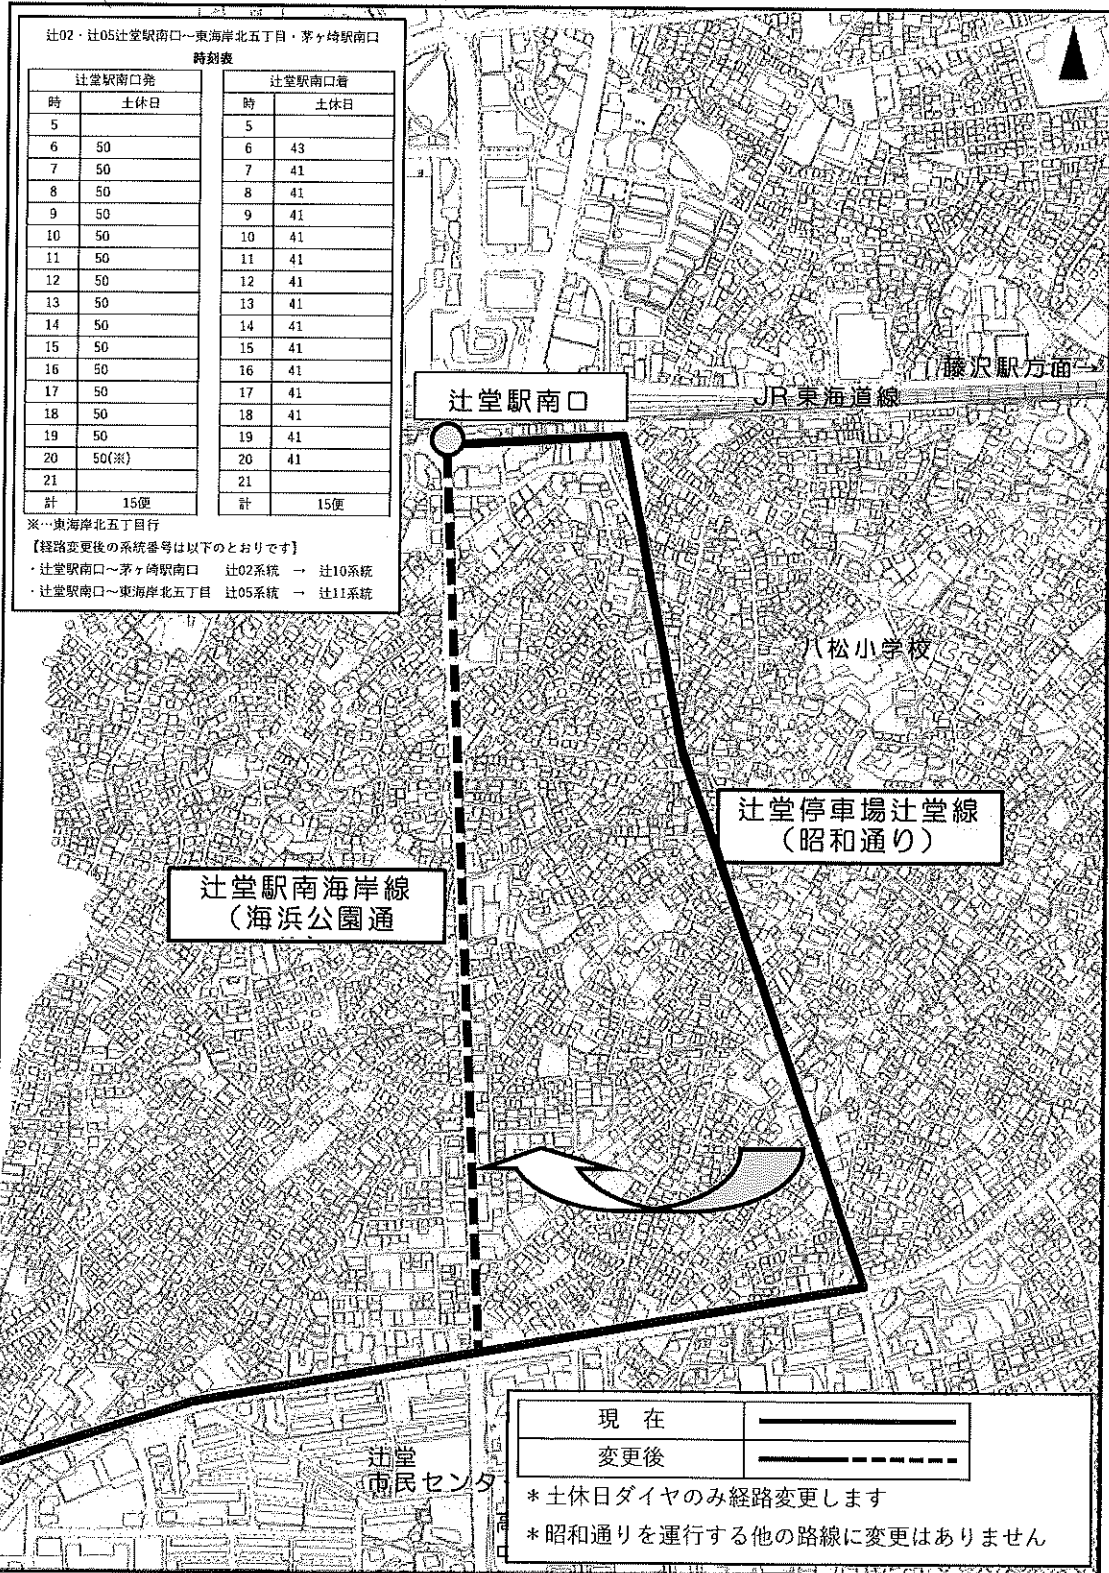 辻02・辻05辻堂駅南口～東海岸北五丁目・茅ヶ崎駅南口
時刻表
辻堂駅南口発
時 土休日
5
6 50
7 50
8 50
9 50
10 50
11 50
12 50
13 50
14 50
15 50
16 50
17 50
18 50
19 50
20 50(※)
21
計 15便
辻堂駅南口着
時 土休日
5
6 43
7 41
8 41
9 41
10 41
11 41
12 41
13 41
14 41
15 41
16 41
17 41
18 41
19 41
20 41
21
計 15便
※…東海岸北五丁目行
【経路変更後の系統番号は以下のとおりです】
・辻堂駅南口～茅ヶ崎駅南口 辻02系統 → 辻10系統
・辻堂駅南口～東海岸北五丁目 辻05系統 → 辻11系統
藤沢駅方面→
JR東海道線
辻堂駅南口
八松小学校
辻堂停車場辻堂線
（昭和通り）
辻堂駅南海岸線
（海浜公園通
辻堂
市民センタ
高
現 在
変更後
＊土休日ダイヤのみ経路変更します
＊昭和通りを運行する他の路線に変更はありません